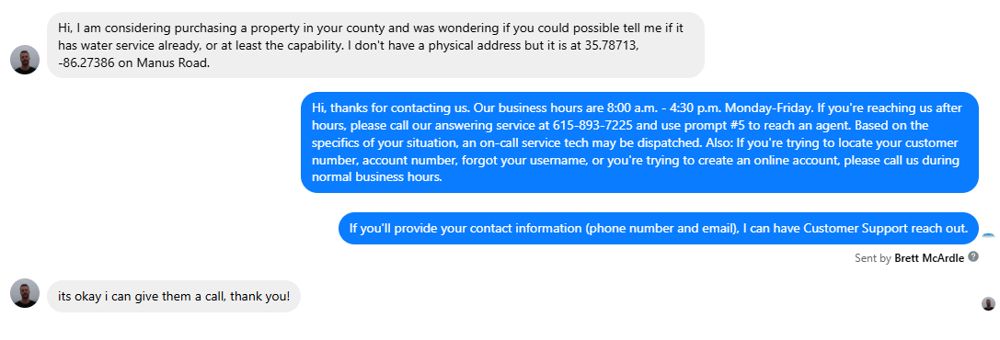 Hi, I am considering purchasing a property in your county and was wondering if you could possible tell me if it
has water service already, or at least the capability. I don't have a physical address but it is at 35.78713,
-86.27386 on Manus Road.
Hi, thanks for contacting us. Our business hours are 8:00 a.m. - 4:30 p.m. Monday-Friday. If you're reaching us after
hours, please call our answering service at 615-893-7225 and use prompt #5 to reach an agent. Based on the
specifics of your situation, an on-call service tech may be dispatched. Also: If you're trying to locate your customer
number, account number, forgot your username, or you're trying to create an online account, please call us during
normal business hours.
If you'll provide your contact information (phone number and email), I can have Customer Support reach out.
Sent by Brett McArdle ?
its okay i can give them a call, thank you!